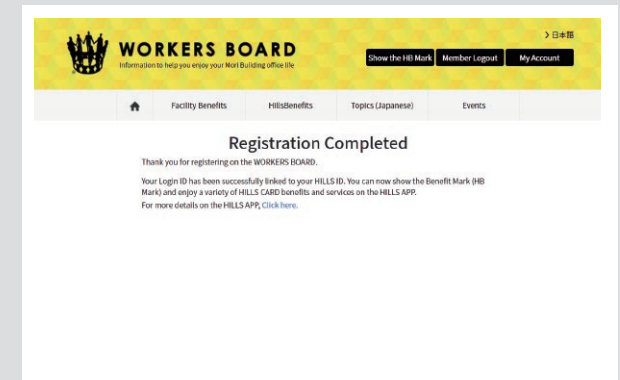 > 日本語
WORKERS BOARD
Information to help you enjoy your Mori Building office life
Show the HB Mark Member Logout My Account
Facility Benefits HillsBenefits Topics (Japanese) Events
Registration Completed
Thank you for registering on the WORKERS BOARD.
Your Login ID has been successfully linked to your HILLS ID. You can now show the Benefit Mark (HB
Mark) and enjoy a variety of HILLS CARD benefits and services on the HILLS APP.
For more details on the HILLS APP, Click here.